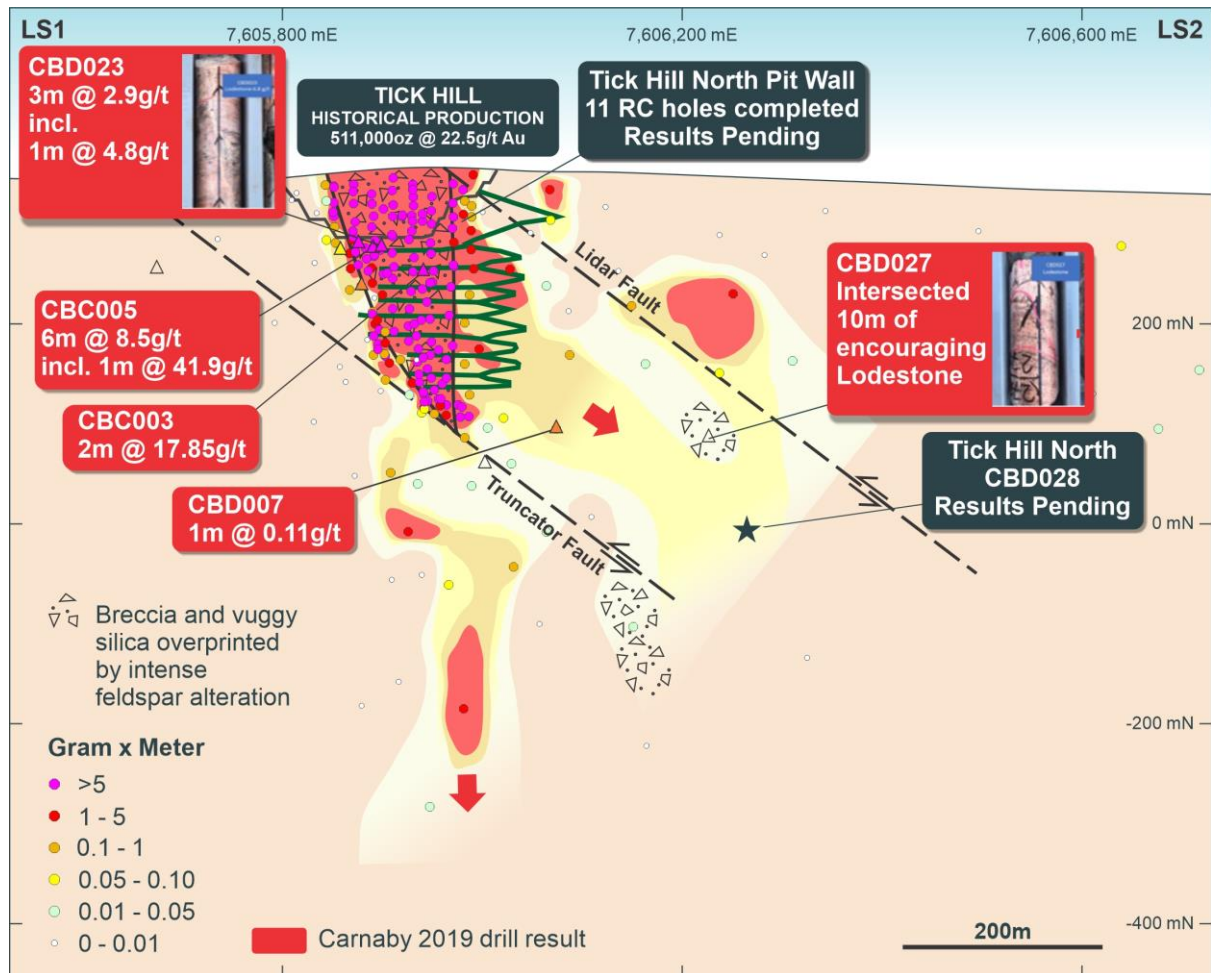 LS1
7,605,800 mE
7,606,200 mE
7,606,600 mE
LS2
CBD023
3m @ 2.9g/t
incl.
1m @ 4.8g/t
TICK HILL
HISTORICAL PRODUCTION
511,000oz @ 22.5g/t Au
Tick Hill North Pit Wall
11 RC holes completed
Results Pending
Lidar Fault
CBD027
Intersected
10m of
encouraging
Lodestone
200 mN
CBC005
6m @ 8.5g/t
incl. 1m @ 41.9g/t
CBC003
2m @ 17.85g/t
CBD007
1m @ 0.11g/t
Truncator Fault
Tick Hill North
CBD028
Results Pending
0 mN
Breccia and vuggy
silica overprinted
by intense
feldspar alteration
-200 mN
Gram x Meter
>5
1 - 5
0.1 - 1
0.05 - 0.10
0.01 - 0.05
0 - 0.01
Carnaby 2019 drill result
200m
-400 mN